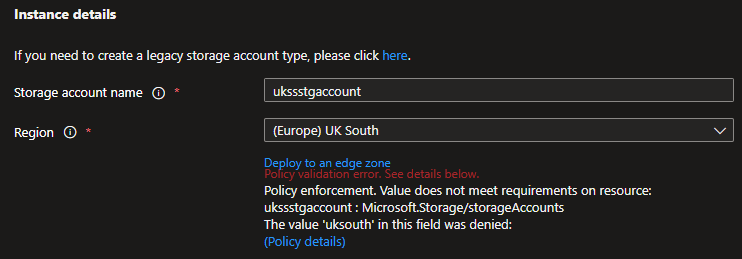 Instance details
If you need to create a legacy storage account type, please click here.
Storage account name *
ukssstgaccount
Region *
(Europe) UK South
Deploy to an edge zone
Policy validation error. See details below.
Policy enforcement. Value does not meet requirements on resource:
ukssstgaccount : Microsoft.Storage/storageAccounts
The value 'uksouth' in this field was denied:
(Policy details)